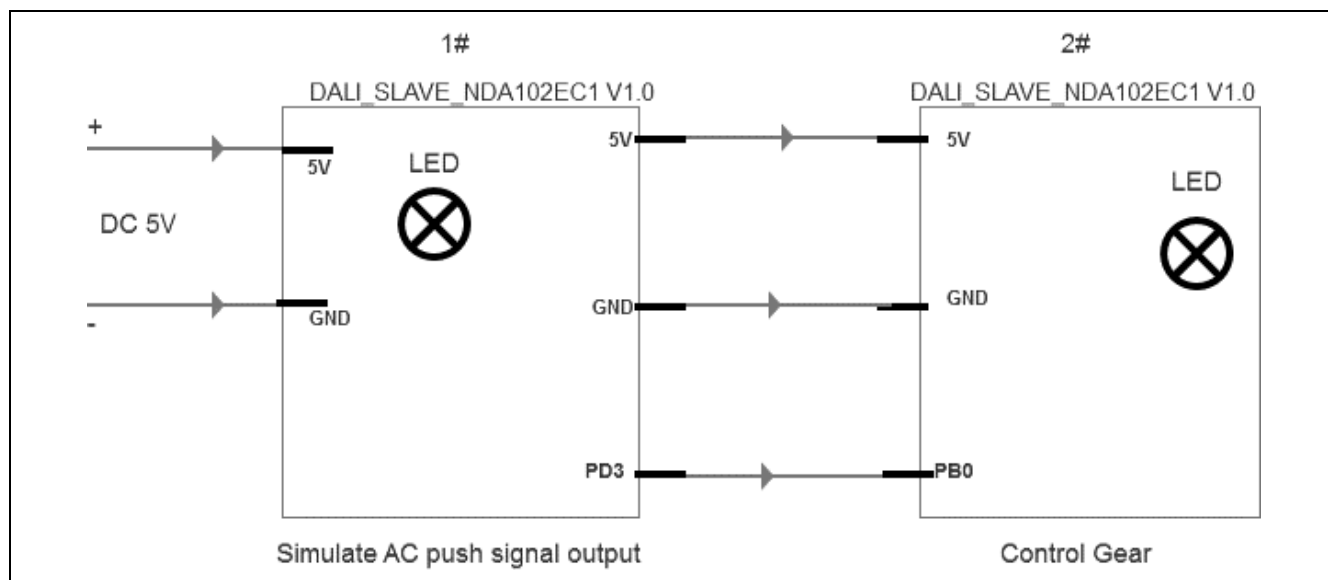 1#
2#
DALI_SLAVE_NDA102EC1 V1.0
DALI_SLAVE_NDA102EC1 V1.0
+
5V
5V
5V
LED
LED
DC 5V
GND
GND
GND
-
PD3
PB0
Simulate AC push signal output
Control Gear